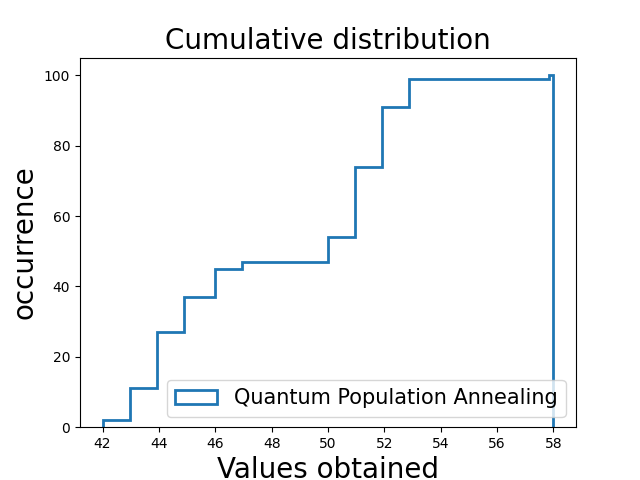 Cumulative distribution
occurrence
100
80
60
40
20
0
Quantum Population Annealing
42 44 46 48 50 52 54 56 58
Values obtained